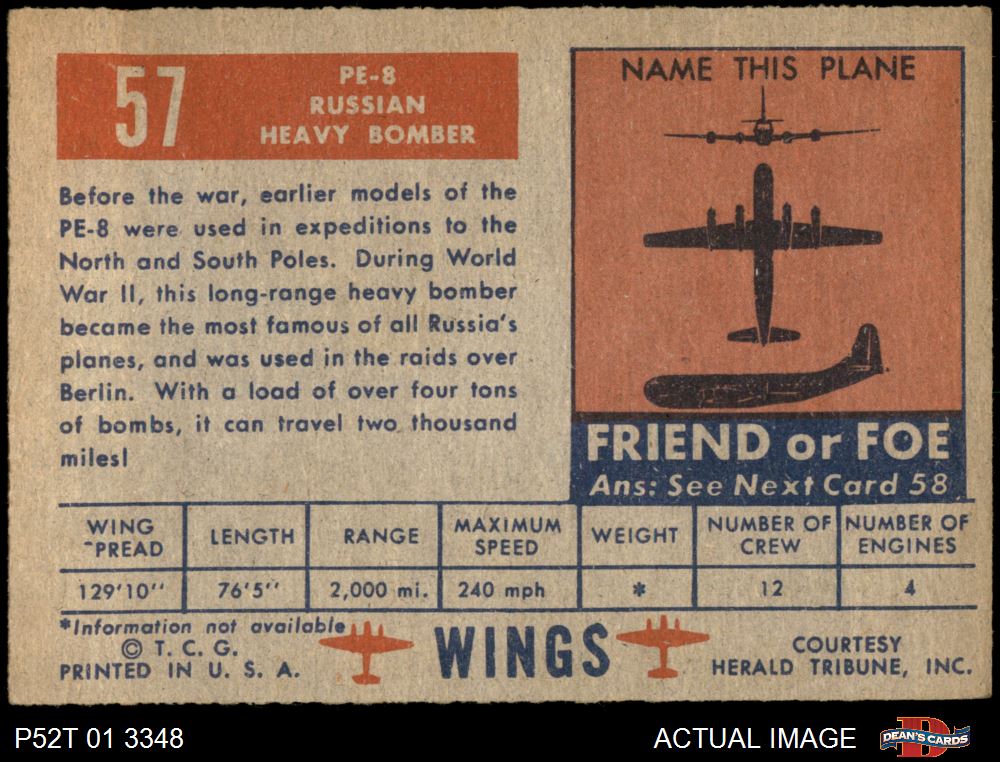 57
PE-8
RUSSIAN
HEAVY BOMBER
Before the war, earlier models of the
PE-8 were used in expeditions to the
North and South Poles. During World
War II, this long-range heavy bomber
became the most famous of all Russia's
planes, and was used in the raids over
Berlin. With a load of over four tons
of bombs, it can travel two thousand
miles!
NAME THIS PLANE
FRIEND or FOE
Ans: See Next Card 58
WING SPREAD LENGTH RANGE MAXIMUM SPEED WEIGHT NUMBER OF CREW NUMBER OF ENGINES
129'10" 76'5" 2,000 mi. 240 mph * 12 4
*Information not available
© T. C. G.
PRINTED IN U. S. A.
WINGS
COURTESY
HERALD TRIBUNE, INC.
P52T 01 3348
ACTUAL IMAGE
D
DEAN'S CARDS